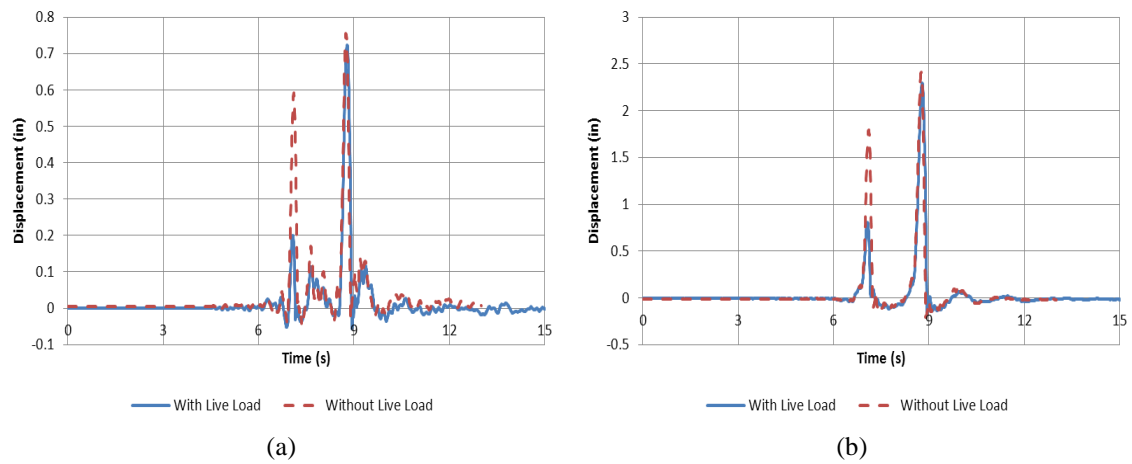 0.8
0.7
0.6
0.5
0.4
0.3
0.2
0.1
0
-0.1
Displacement (in)
0 3 6 9 12 15
Time (s)
With Live Load Without Live Load
(a)
3
2.5
2
1.5
1
0.5
0
-0.5
Displacement (in)
0 3 6 9 12 15
Time (s)
With Live Load Without Live Load
(b)